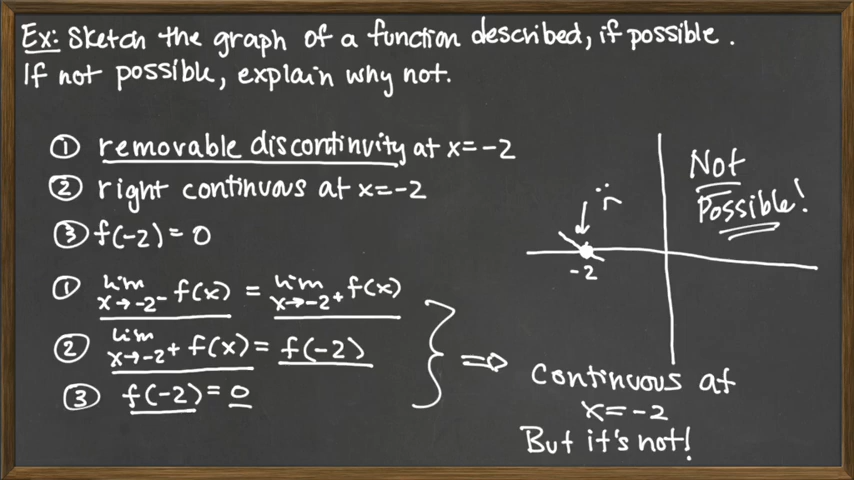 Ex: Sketch the graph of a function described, if possible.
If not possible, explain why not.
① removable discontinuity at x=-2
② right continuous at x=-2
③ f(-2)=0
① lim x→-2⁻ f(x) = lim x→-2⁺ f(x)
② lim x→-2⁺ f(x) = f(-2)
③ f(-2)=0
Not
Possible!
-2
⇒
Continuous at
x=-2
But it's not!